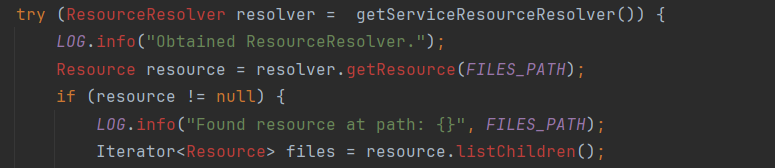 try (ResourceResolver resolver =  getServiceResourceResolver()) {
    LOG.info("Obtained ResourceResolver.");
    Resource resource = resolver.getResource(FILES_PATH);
    if (resource != null) {
        LOG.info("Found resource at path: {}", FILES_PATH);
        Iterator<Resource> files = resource.listChildren();